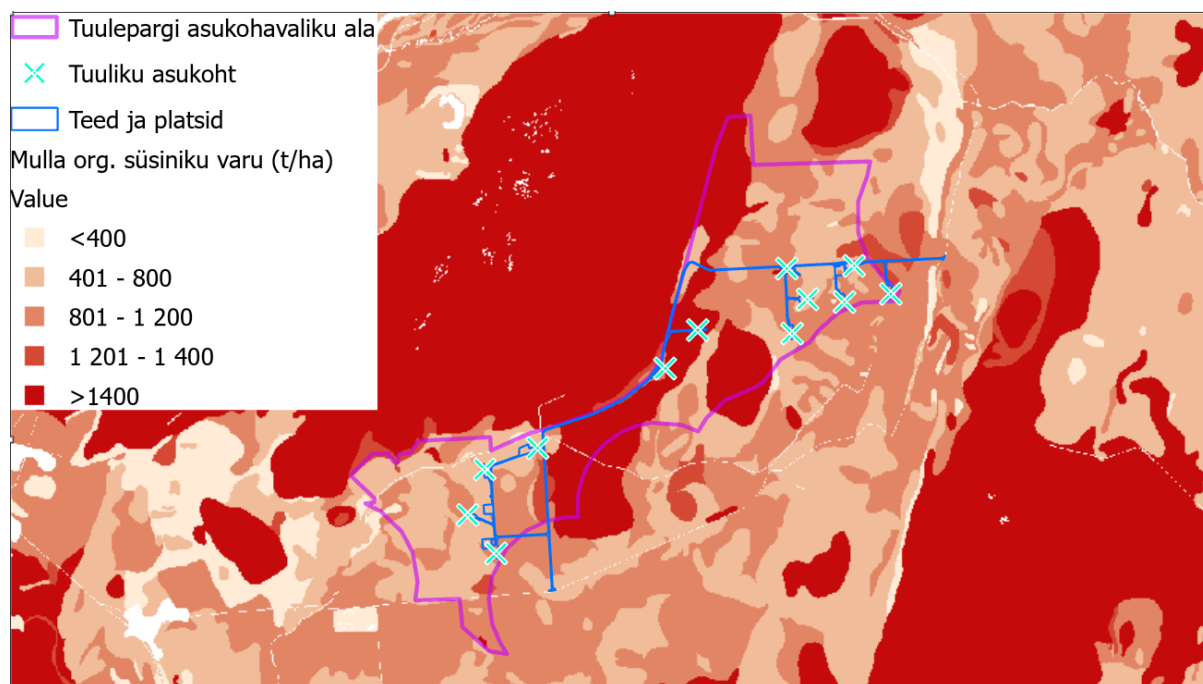 Tuulepargi asukohavaliku ala
Tuuliku asukoht
Teed ja platsid
Mulla org. süsiniku varu (t/ha)
Value
<400
401 - 800
801 - 1 200
1 201 - 1 400
>1400